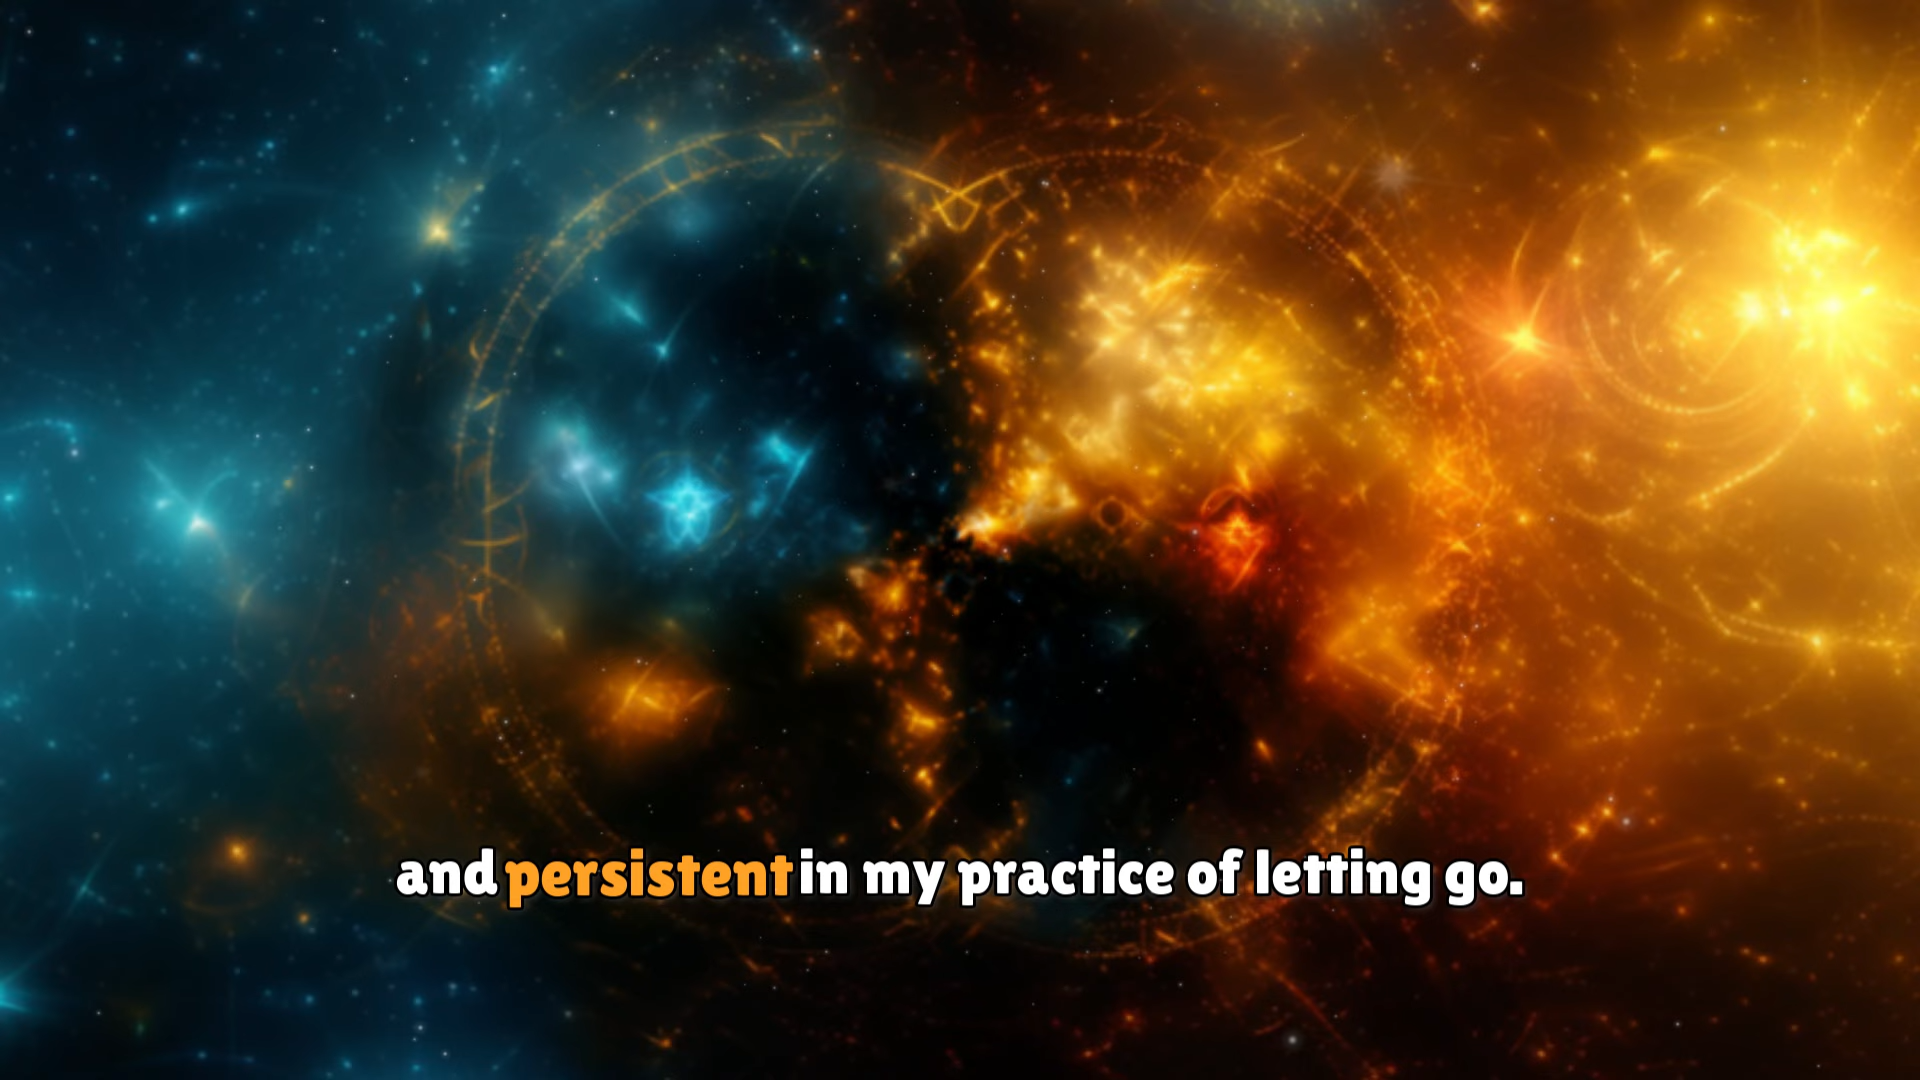 and persistent in my practice of letting go.